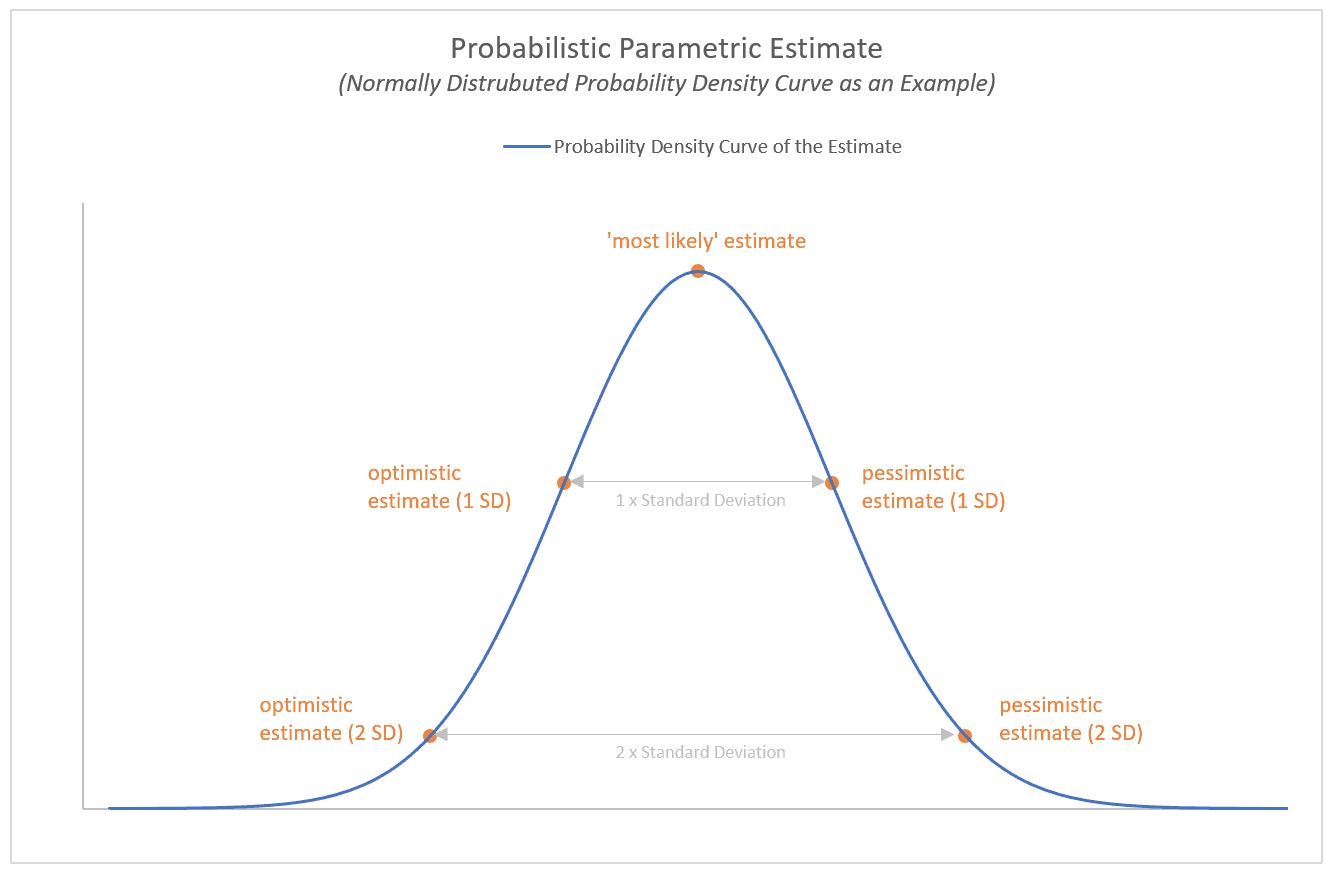 Probabilistic Parametric Estimate
(Normally Distrubuted Probability Density Curve as an Example)
Probability Density Curve of the Estimate
'most likely' estimate
optimistic
estimate (1 SD)
pessimistic
estimate (1 SD)
1 x Standard Deviation
optimistic
estimate (2 SD)
pessimistic
estimate (2 SD)
2 x Standard Deviation